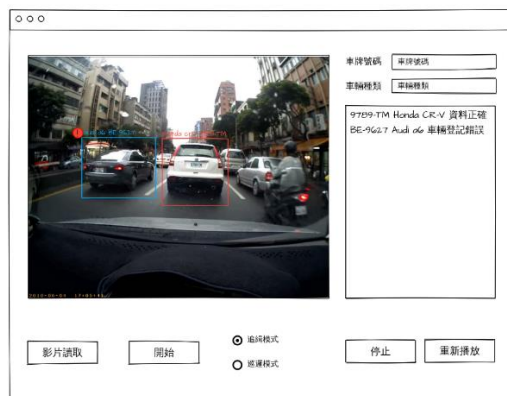 車牌號碼 車牌號碼
車輛種類 車輛種類
9789-TM Honda CR-V 資料正確
BE-9627 Audi a6 車輛登記錯誤
影片讀取
開始
追緝模式
巡邏模式
停止
重新播放